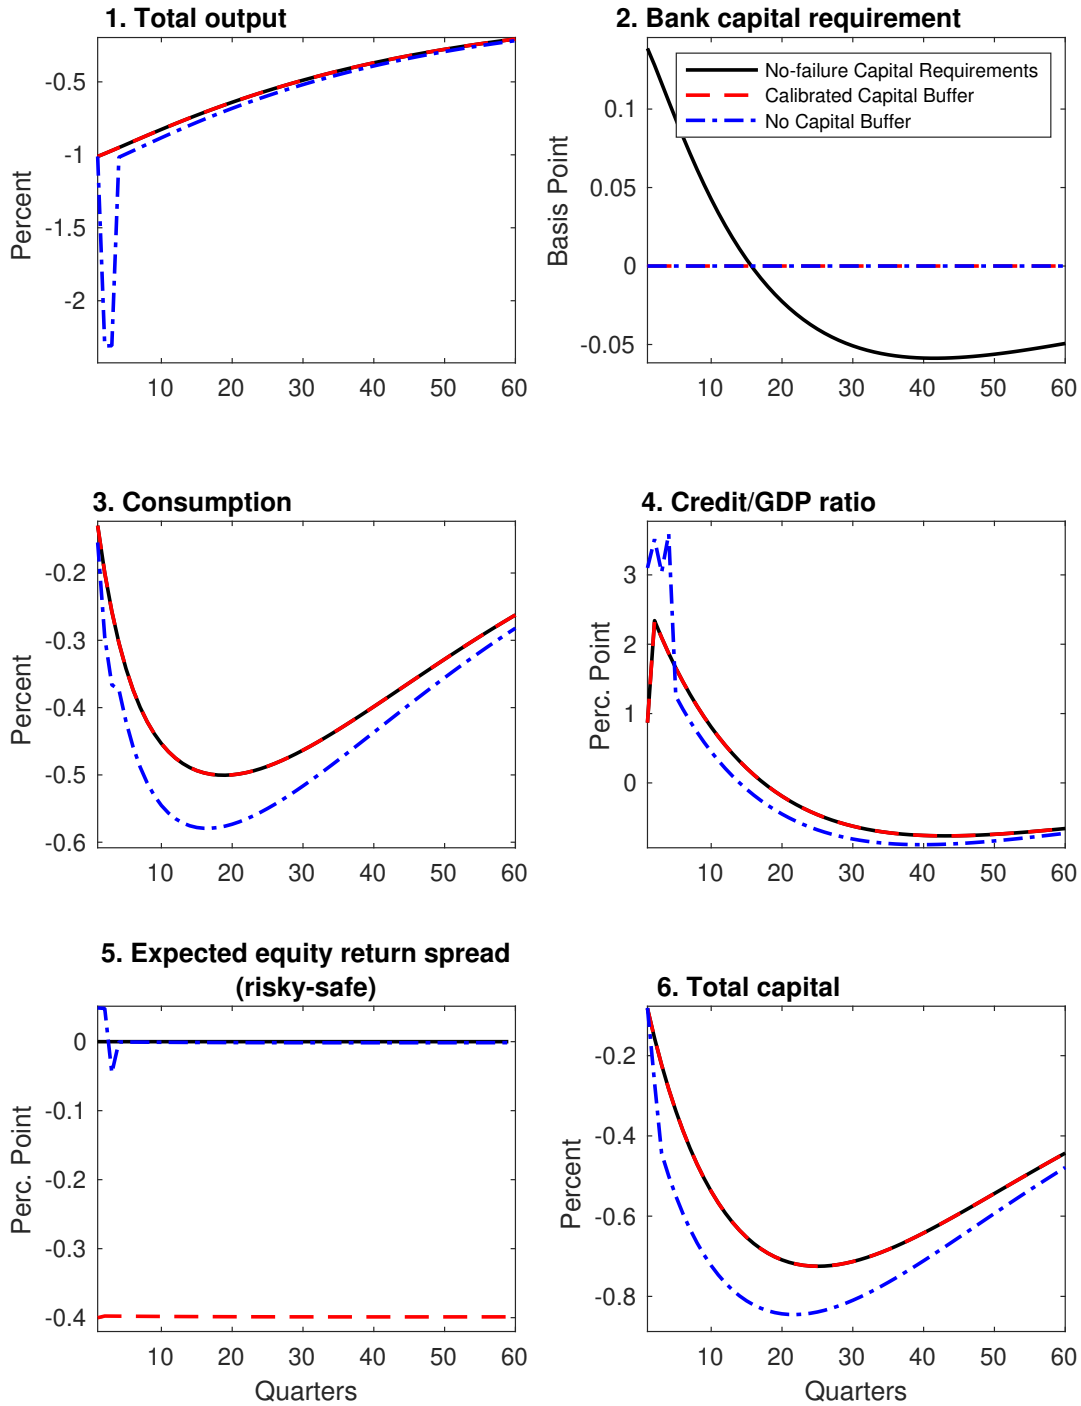 1. Total output
Percent
-0.5
-1
-1.5
-2
10 20 30 40 50 60
2. Bank capital requirement
Basis Point
0.1
0.05
0
-0.05
No-failure Capital Requirements
Calibrated Capital Buffer
No Capital Buffer
10 20 30 40 50 60
3. Consumption
Percent
-0.2
-0.3
-0.4
-0.5
-0.6
10 20 30 40 50 60
4. Credit/GDP ratio
Perc. Point
3
2
1
0
10 20 30 40 50 60
5. Expected equity return spread
(risky-safe)
Perc. Point
0
-0.1
-0.2
-0.3
-0.4
10 20 30 40 50 60
Quarters
6. Total capital
Percent
-0.2
-0.4
-0.6
-0.8
10 20 30 40 50 60
Quarters